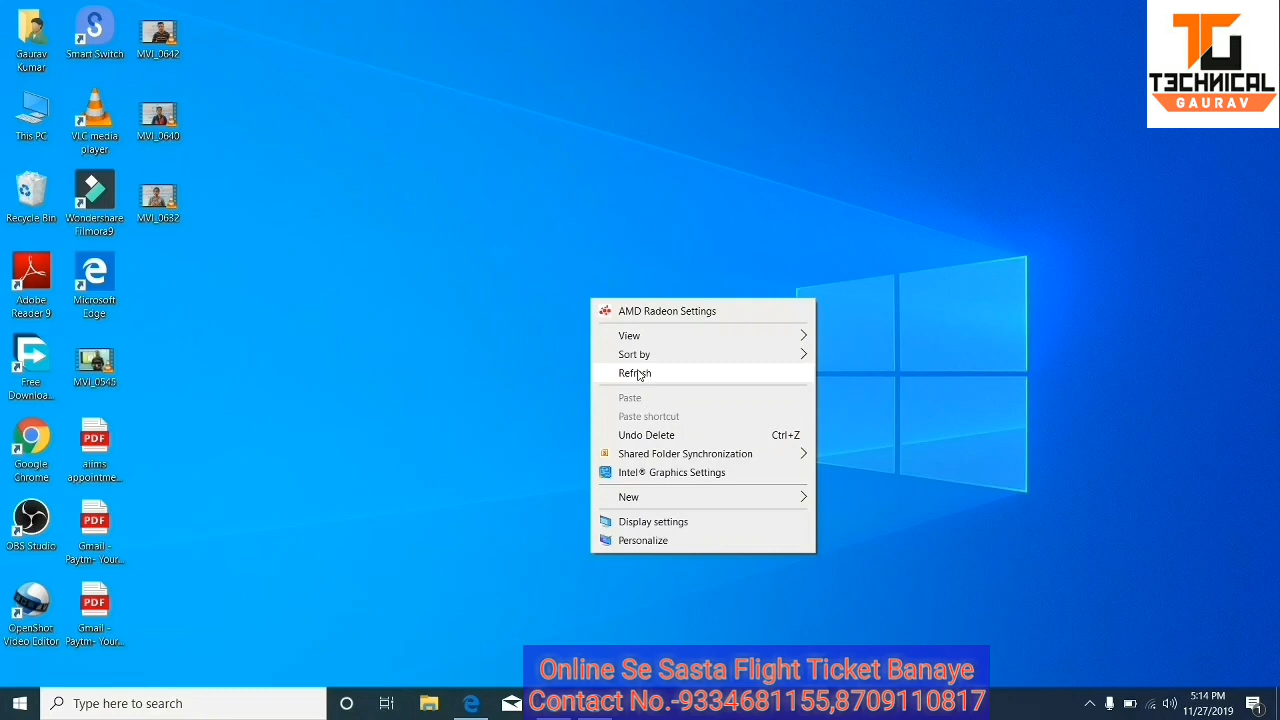 Gaurav
Kumar
Smart Switch
MVI_0642
This PC
VLC media
player
MVI_0640
Recycle Bin
Wondershare
Filmora9
MVI_0632
Adobe
Reader 9
Microsoft
Edge
Free
Downloa...
MVI_0545
Google
Chrome
aiims
appointme...
OBS Studio
Gmail -
Paytm- Your...
OpenShot
Video Editor
Gmail -
Paytm- Your...
TECHNICAL
GAURAV
AMD Radeon Settings
View
Sort by
Refresh
Paste
Paste shortcut
Undo Delete Ctrl+Z
Shared Folder Synchronization
Intel® Graphics Settings
New
Display settings
Personalize
Online Se Sasta Flight Ticket Banaye
Contact No.-9334681155,8709110817
Type here to search
5:14 PM
11/27/2019